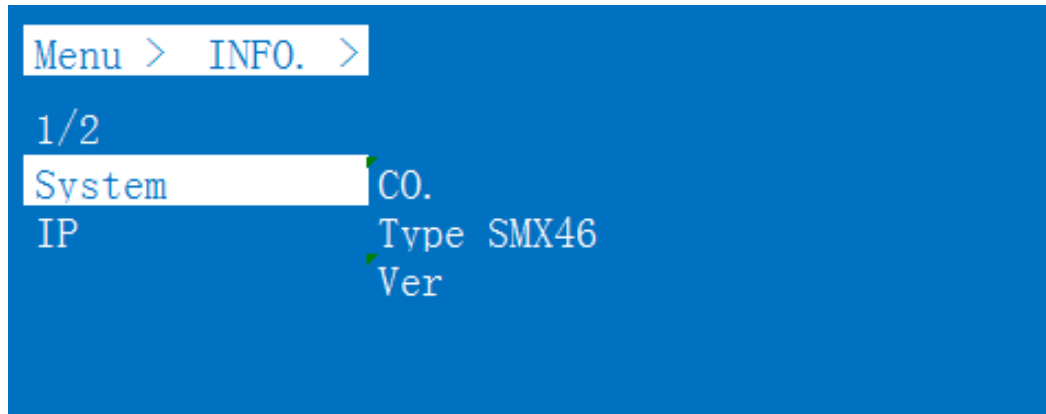 Menu > INFO. >
1/2
System CO.
IP Type SMX46
Ver